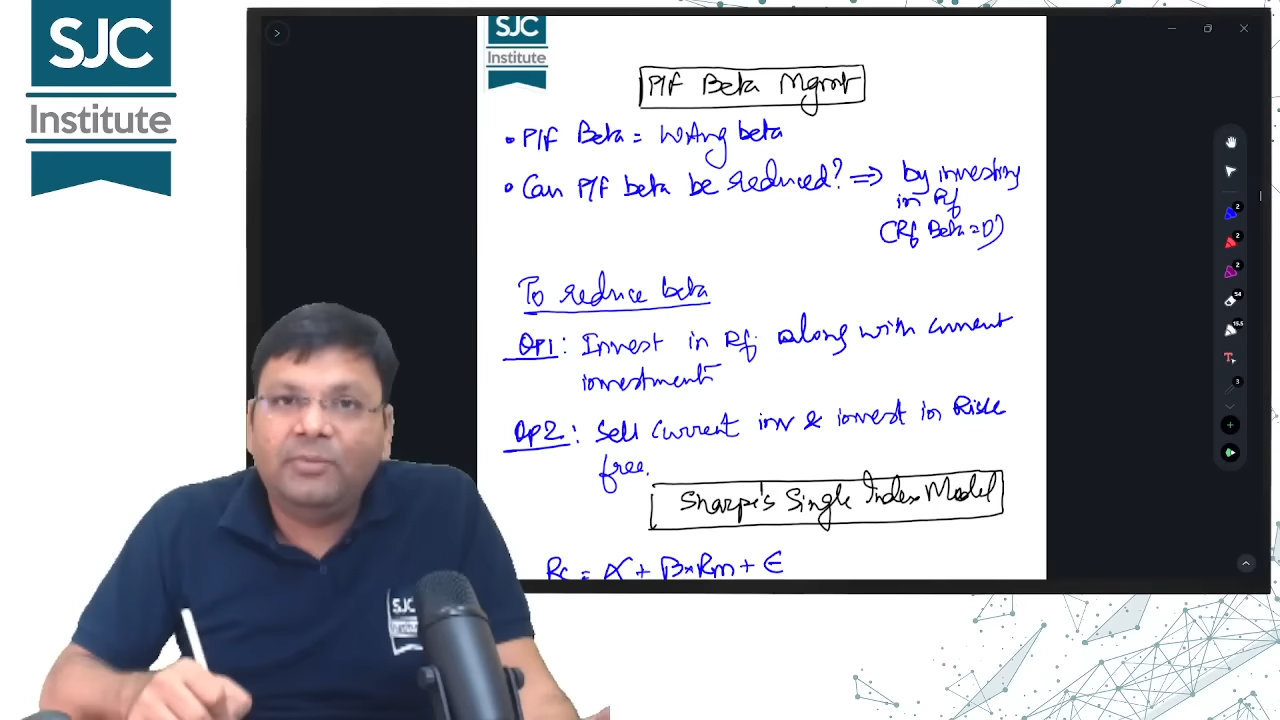 SJC
Institute
SJC
Institute
P/f Beta Mgmt
• P/f Beta = WtAvg beta
• Can P/f beta be reduced? ⇒ by investing
in Rf
(Rf Beta = 0)
To reduce beta
Op1: Invest in Rf. along with current
investment
Op2: Sell Current inv & invest in Risk
free.
Sharpe's Single Index Model
= α + B×Rm + ∈
SJC